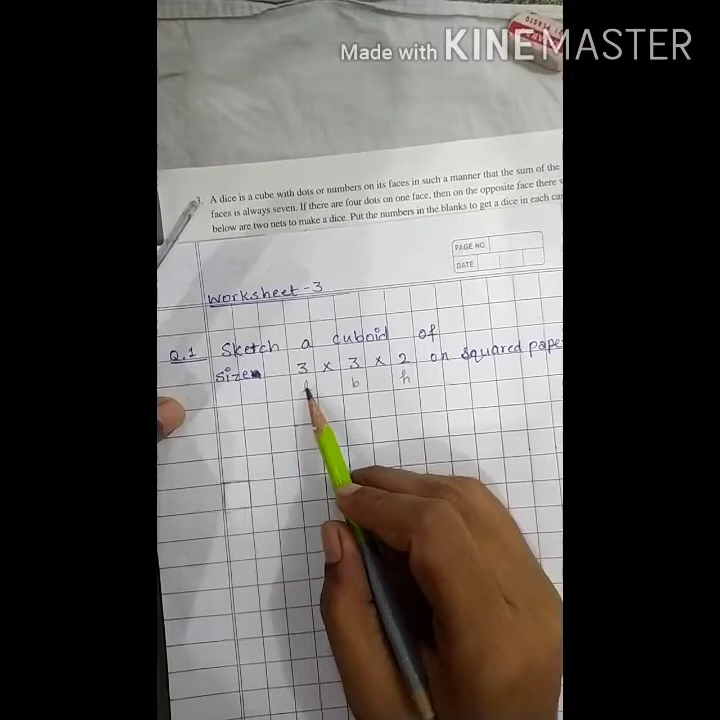 Made with KINEMASTER
3. A dice is a cube with dots or numbers on its faces in such a manner that the sum of the
faces is always seven. If there are four dots on one face, then on the opposite face there
below are two nets to make a dice. Put the numbers in the blanks to get a dice in each
PAGE NO
DATE
Worksheet-3
Q.1 Sketch a cuboid of
size 3 x 3 x 2 on squared pape
l b h